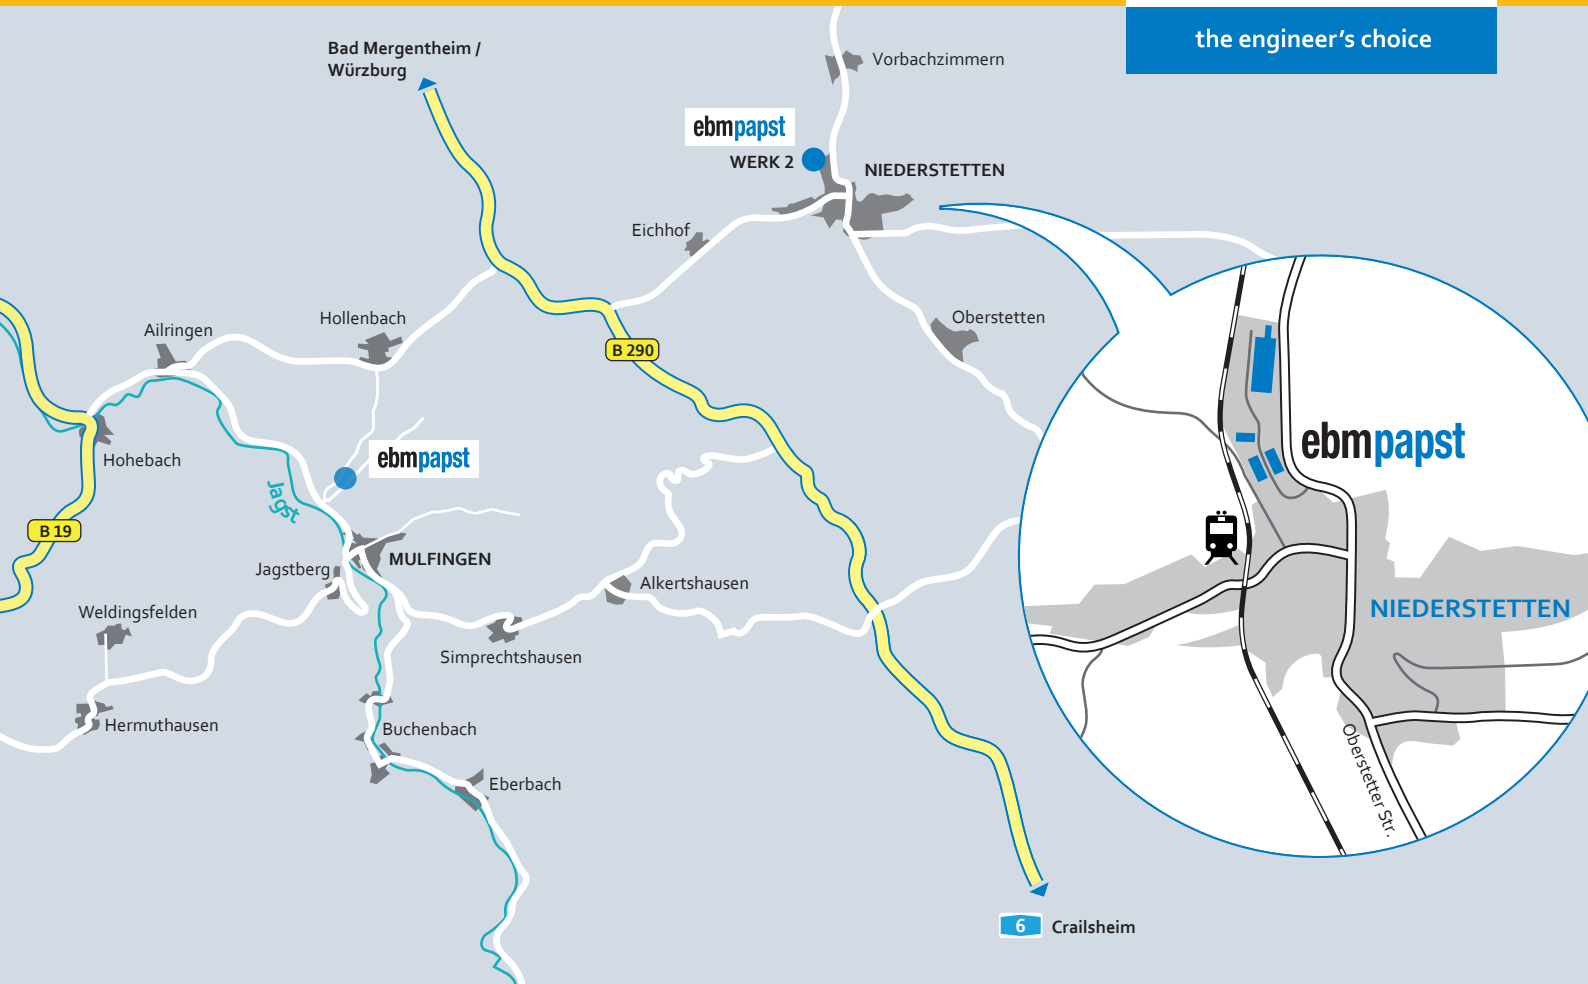 the engineer's choice
Bad Mergentheim /
Würzburg
Vorbachzimmern
ebmpapst
WERK 2
NIEDERSTETTEN
Eichhof
Hollenbach
Ailringen
Oberstetten
B 290
Hohebach
ebmpapst
ebmpapst
Jagst
B 19
MULFINGEN
Jagstberg
Alkertshausen
Weldingsfelden
NIEDERSTETTEN
Simprechtshausen
Hermuthausen
Buchenbach
Oberstetter Str.
Eberbach
6 Crailsheim